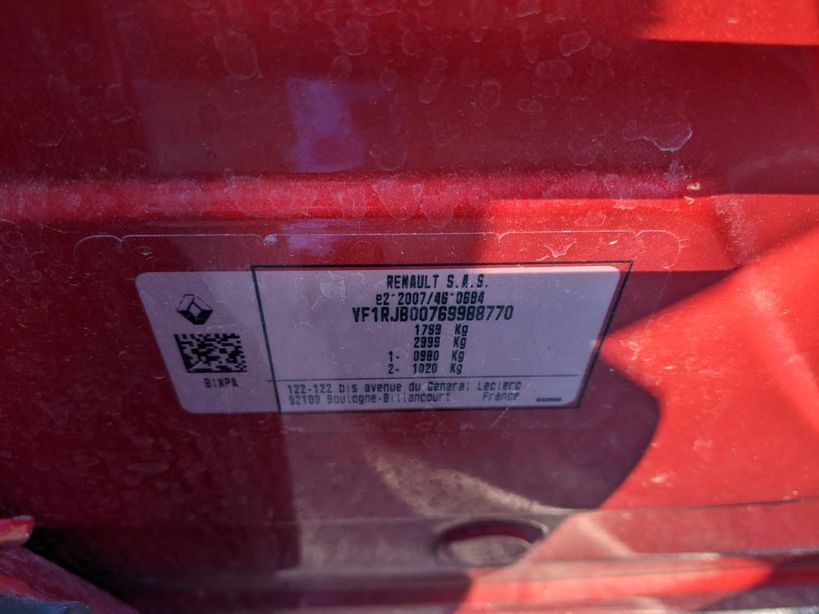 RENAULT S.A.S.
e2*2007/46*0684
VF1RJB00769988770
1799 Kg
2999 Kg
1- 0980 Kg
2- 1020 Kg
BIXPA
122-122 bis avenue du General Leclerc
92100 Boulogne-Billancourt France